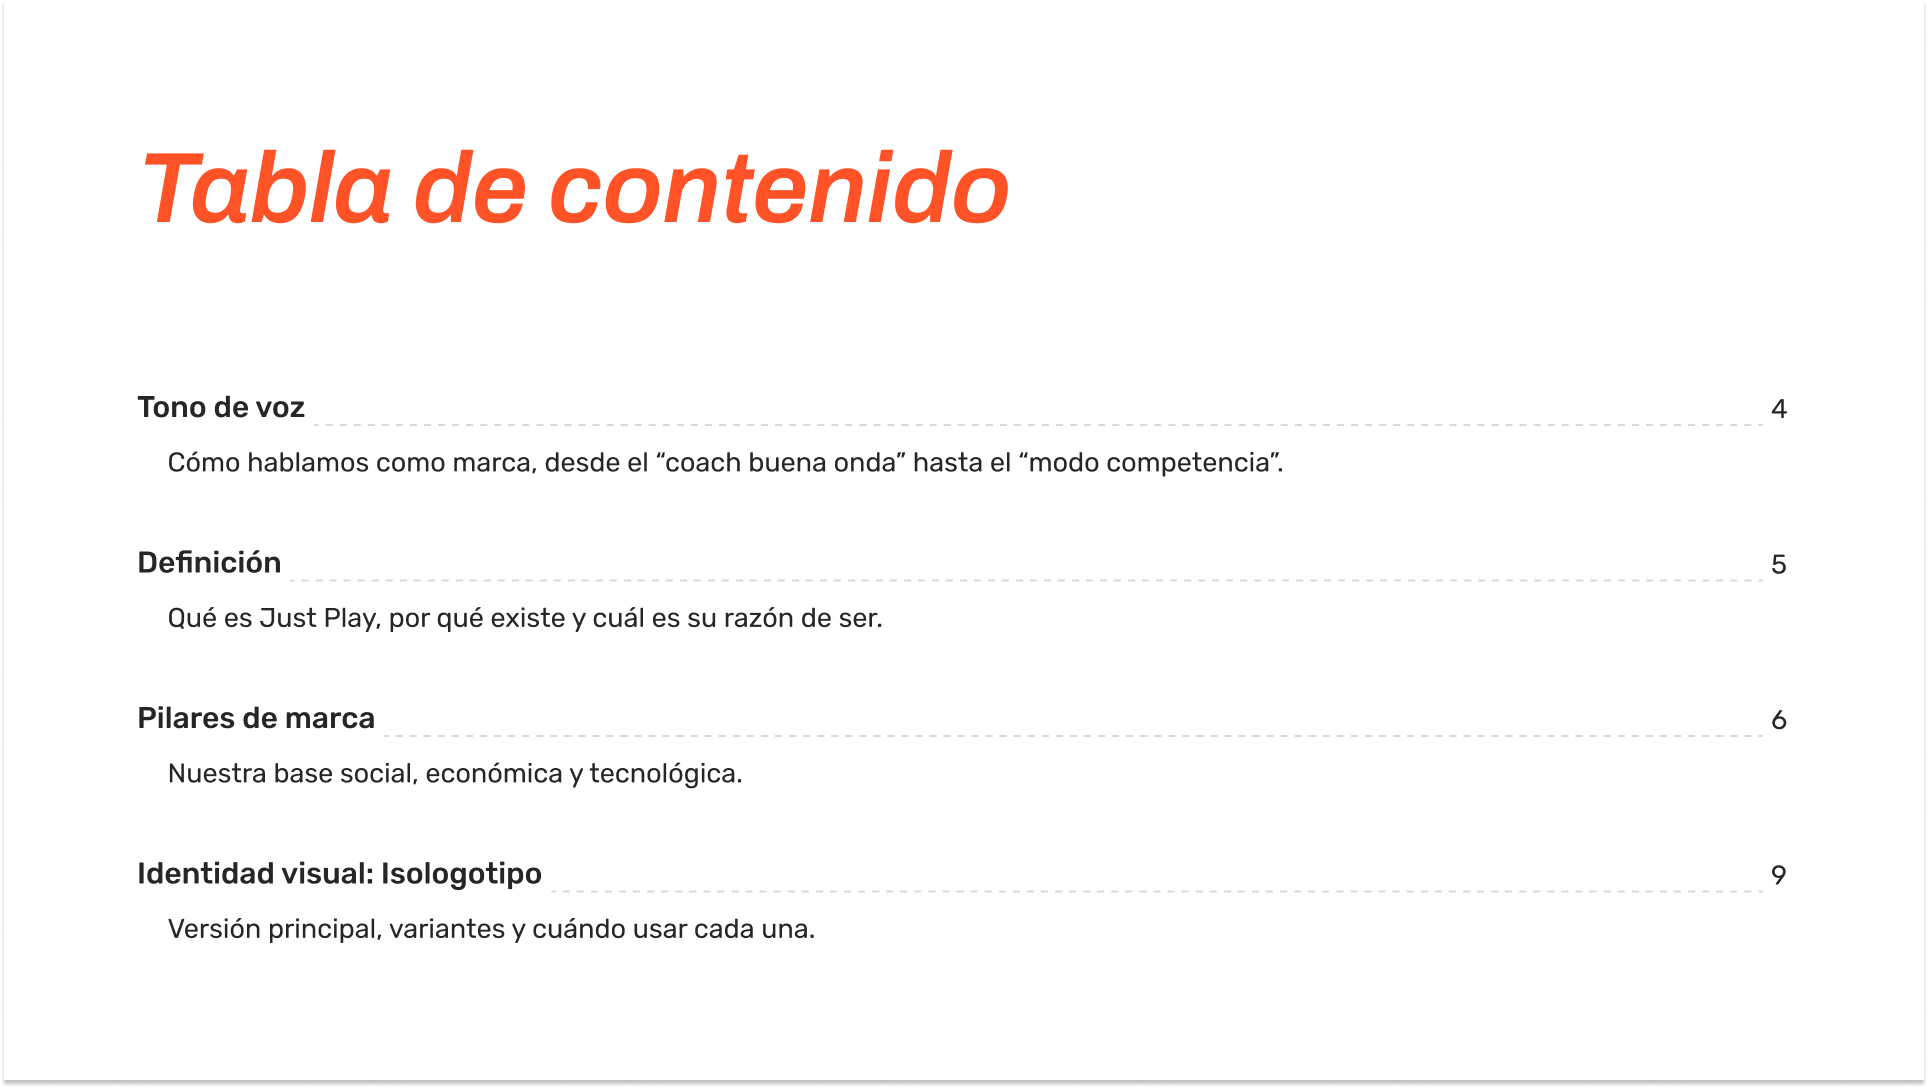 Tabla de contenido
Tono de voz 4
Cómo hablamos como marca, desde el “coach buena onda” hasta el “modo competencia”.
Definición 5
Qué es Just Play, por qué existe y cuál es su razón de ser.
Pilares de marca 6
Nuestra base social, económica y tecnológica.
Identidad visual: Isologotipo 9
Versión principal, variantes y cuándo usar cada una.